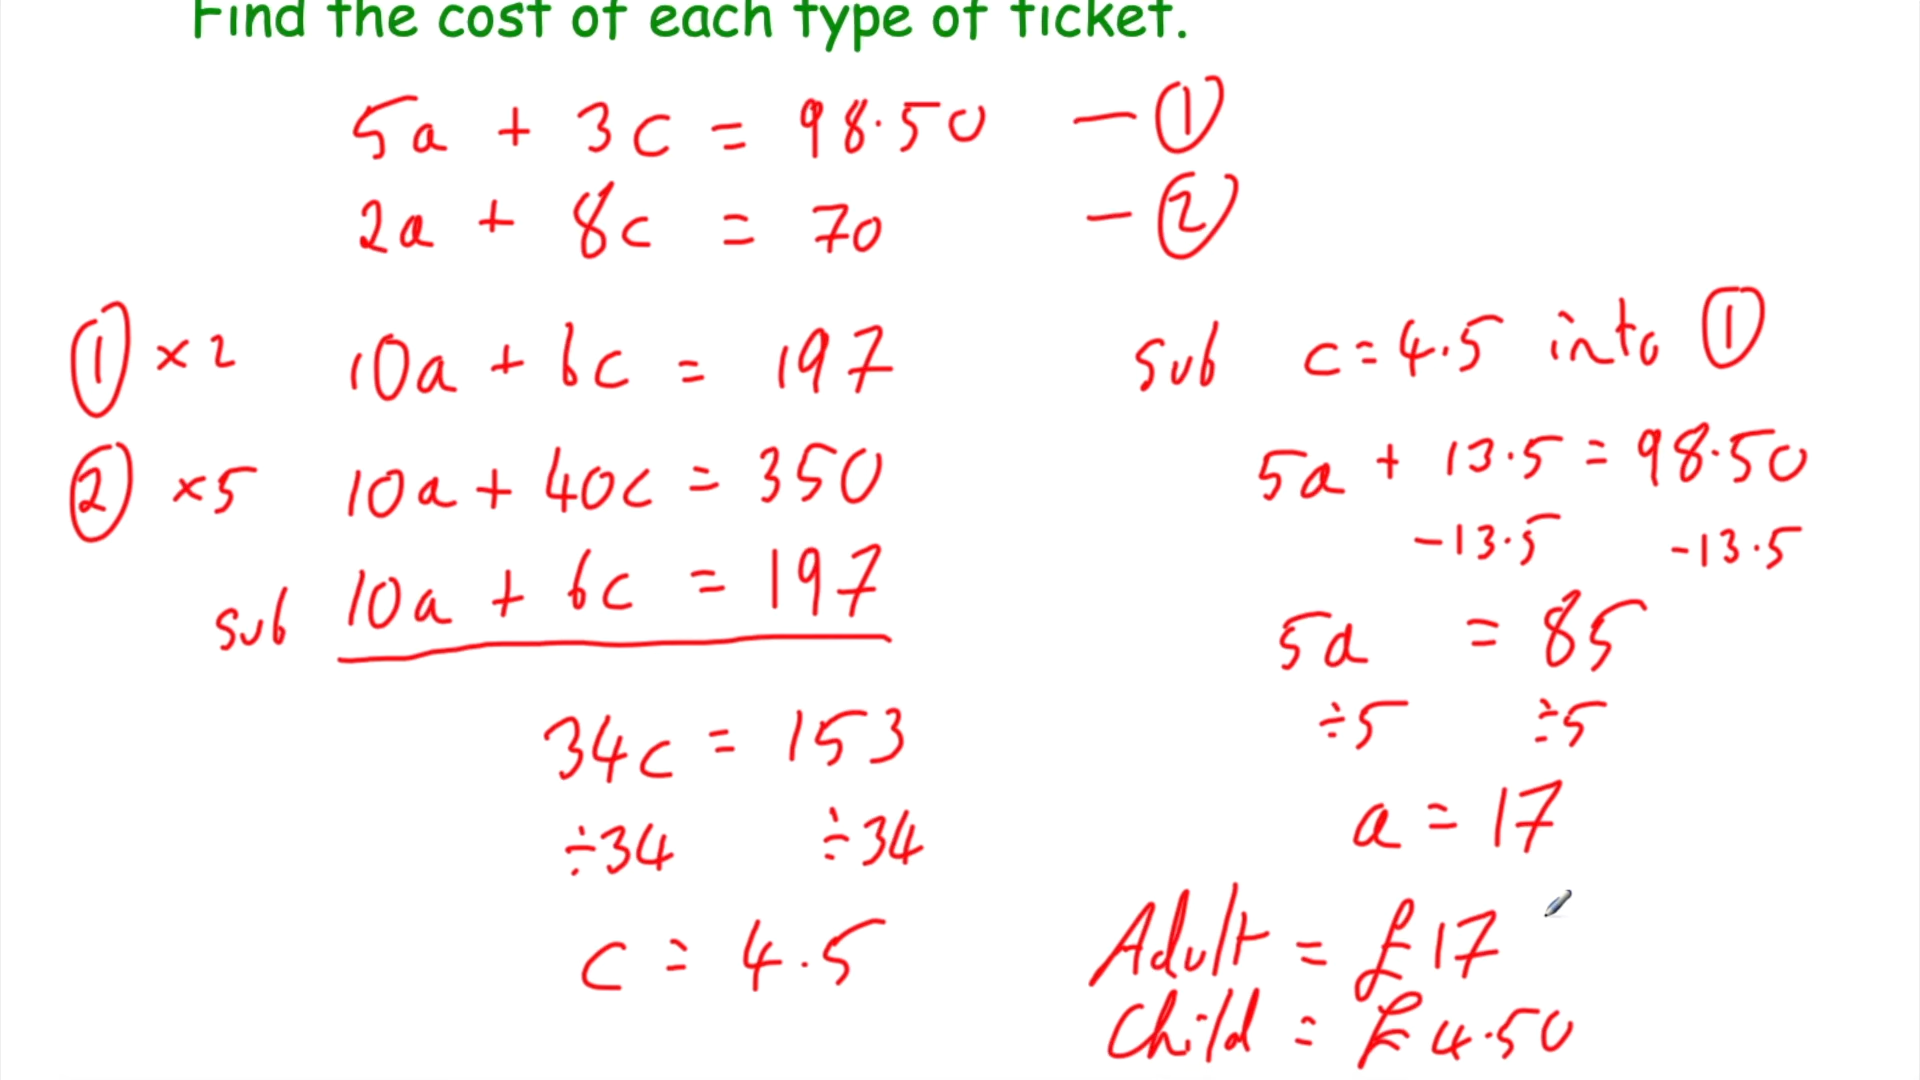 Find the cost of each type of ticket.
5a + 3c = 98.50 - ①
2a + 8c = 70 - ②
① ×2 10a + 6c = 197
② ×5 10a + 40c = 350
sub 10a + 6c = 197
34c = 153
÷34 ÷34
c = 4.5
sub c = 4.5 into ①
5a + 13.5 = 98.50
-13.5 -13.5
5a = 85
÷5 ÷5
a = 17
Adult = £17
Child = £4.50